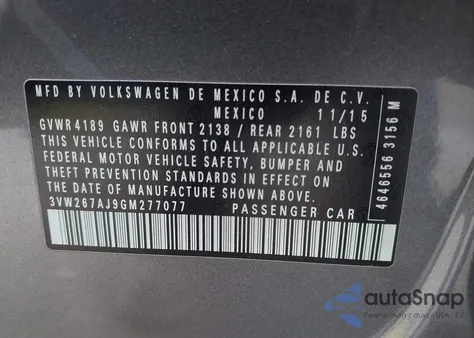 MFD BY VOLKSWAGEN DE MEXICO S.A. DE C.V.
MEXICO 11/15
GVWR 4189 GAWR FRONT 2138 / REAR 2161 LBS
THIS VEHICLE CONFORMS TO ALL APPLICABLE U.S.
FEDERAL MOTOR VEHICLE SAFETY, BUMPER AND
THEFT PREVENTION STANDARDS IN EFFECT ON
THE DATE OF MANUFACTURE SHOWN ABOVE.
3VW267AJ9GM277077 PASSENGER CAR
4646556 3156 M
autoSnap